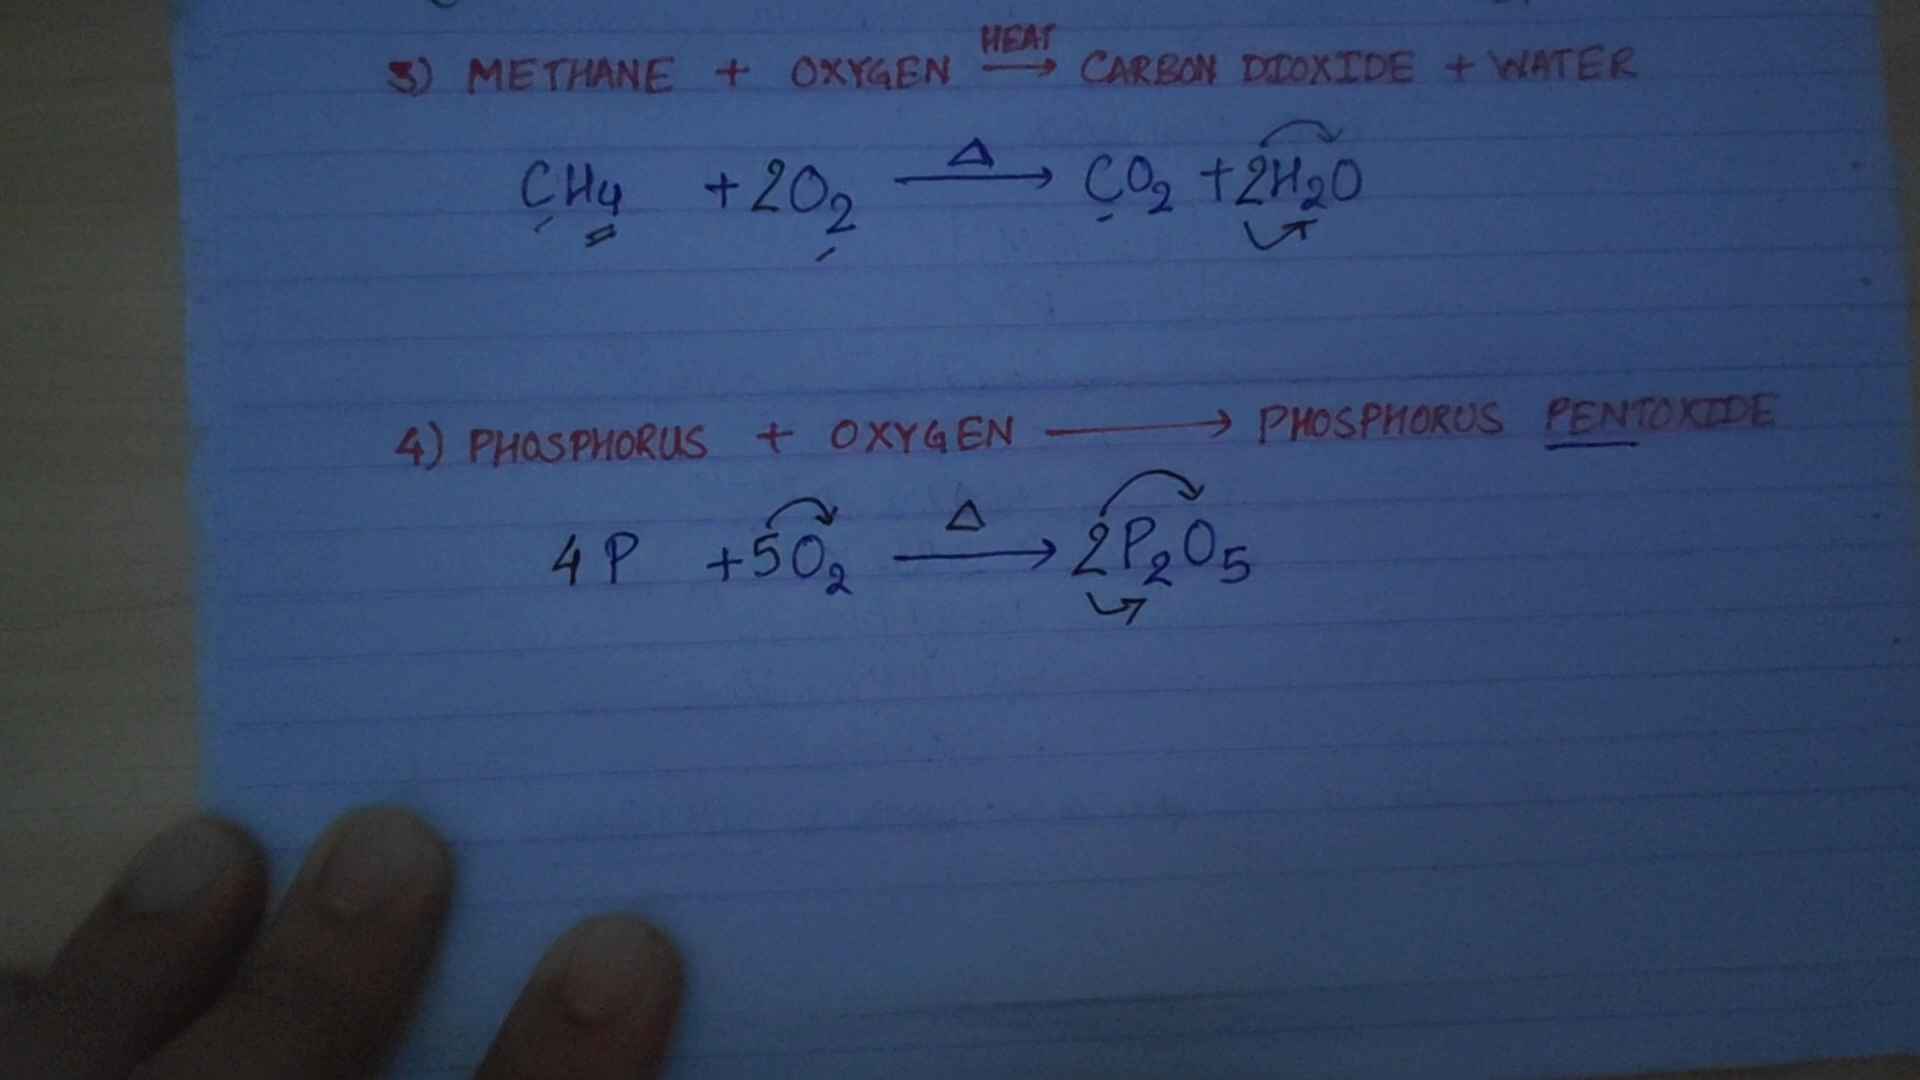 3) METHANE + OXYGEN HEAT → CARBON DIOXIDE + WATER
CH₄ + 2O₂ Δ → CO₂ + 2H₂O
4) PHOSPHORUS + OXYGEN → PHOSPHORUS PENTOXIDE
4P + 5O₂ Δ → 2P₂O₅